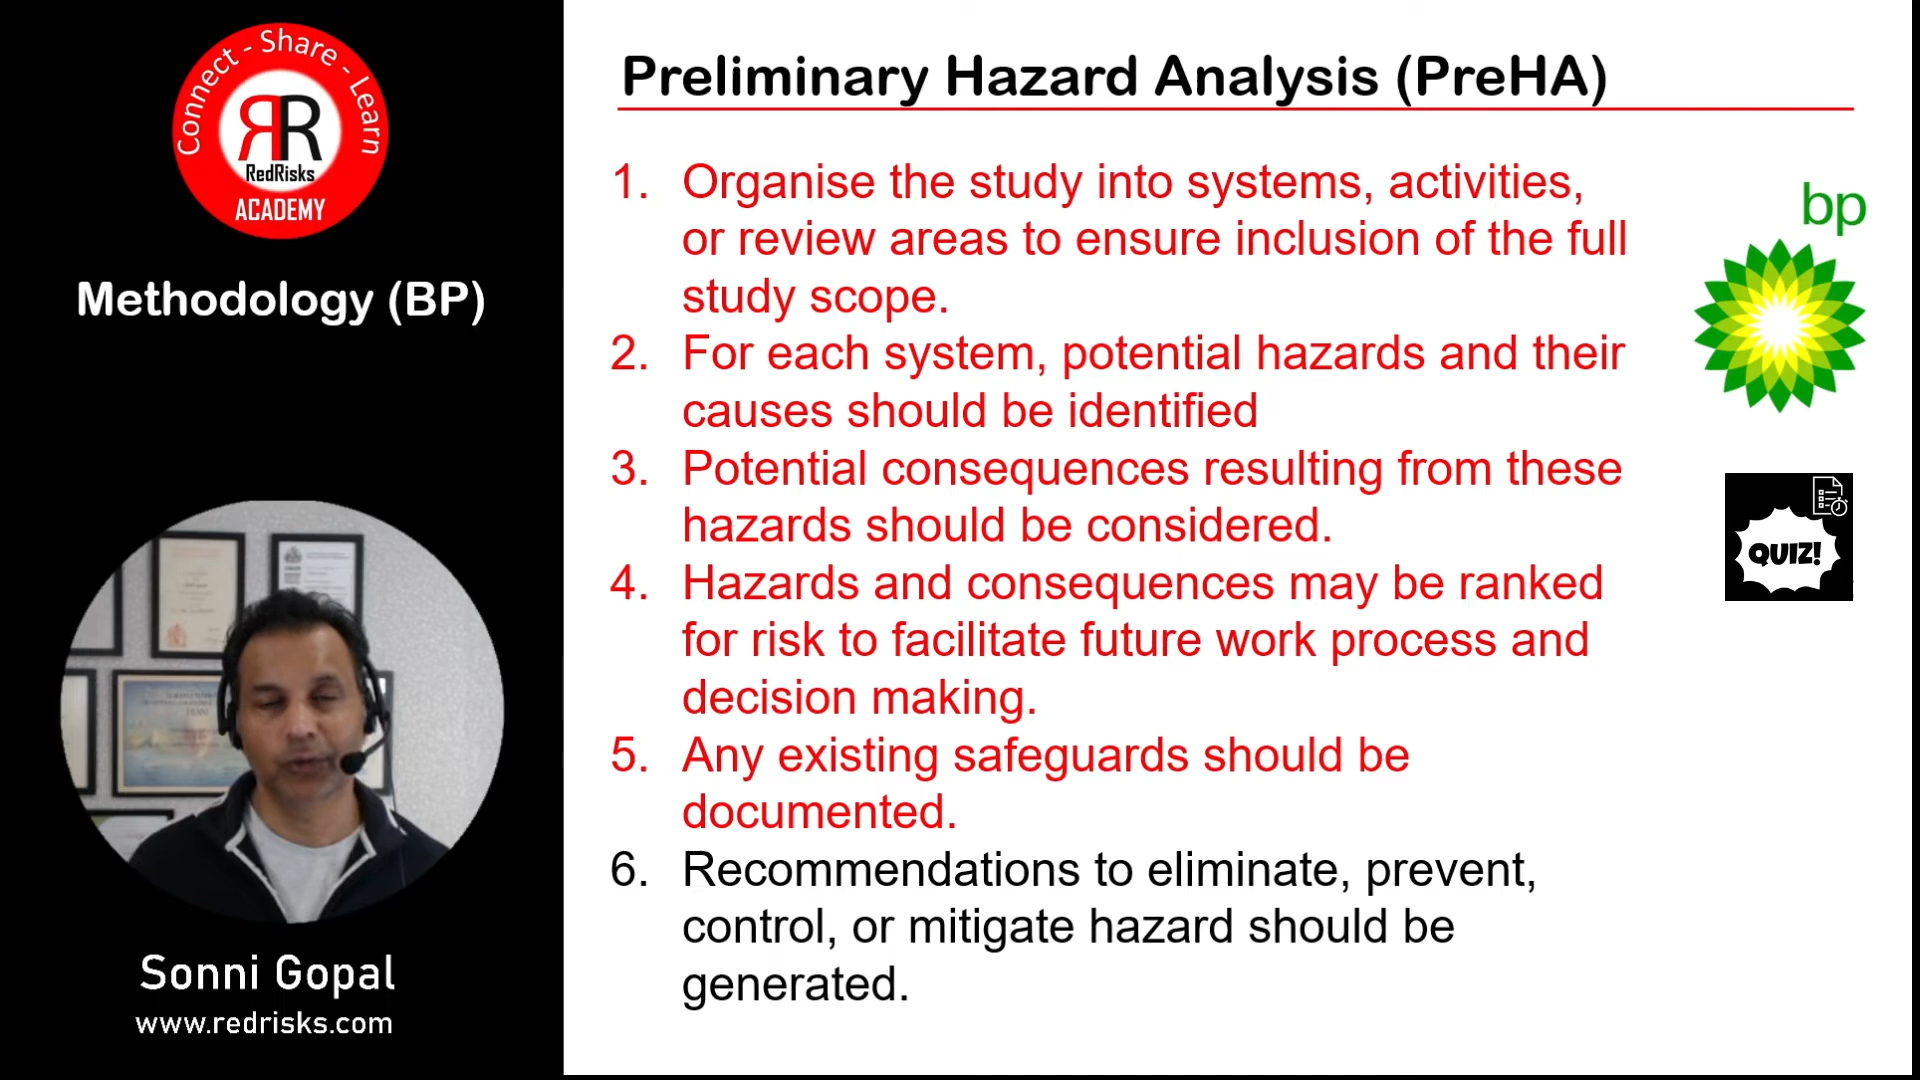 Connect - Share - Learn
RR
RedRisks
ACADEMY
Methodology (BP)
Sonni Gopal
www.redrisks.com
Preliminary Hazard Analysis (PreHA)
1. Organise the study into systems, activities,
or review areas to ensure inclusion of the full
study scope.
2. For each system, potential hazards and their
causes should be identified
3. Potential consequences resulting from these
hazards should be considered.
4. Hazards and consequences may be ranked
for risk to facilitate future work process and
decision making.
5. Any existing safeguards should be
documented.
6. Recommendations to eliminate, prevent,
control, or mitigate hazard should be
generated.
bp
QUIZ!